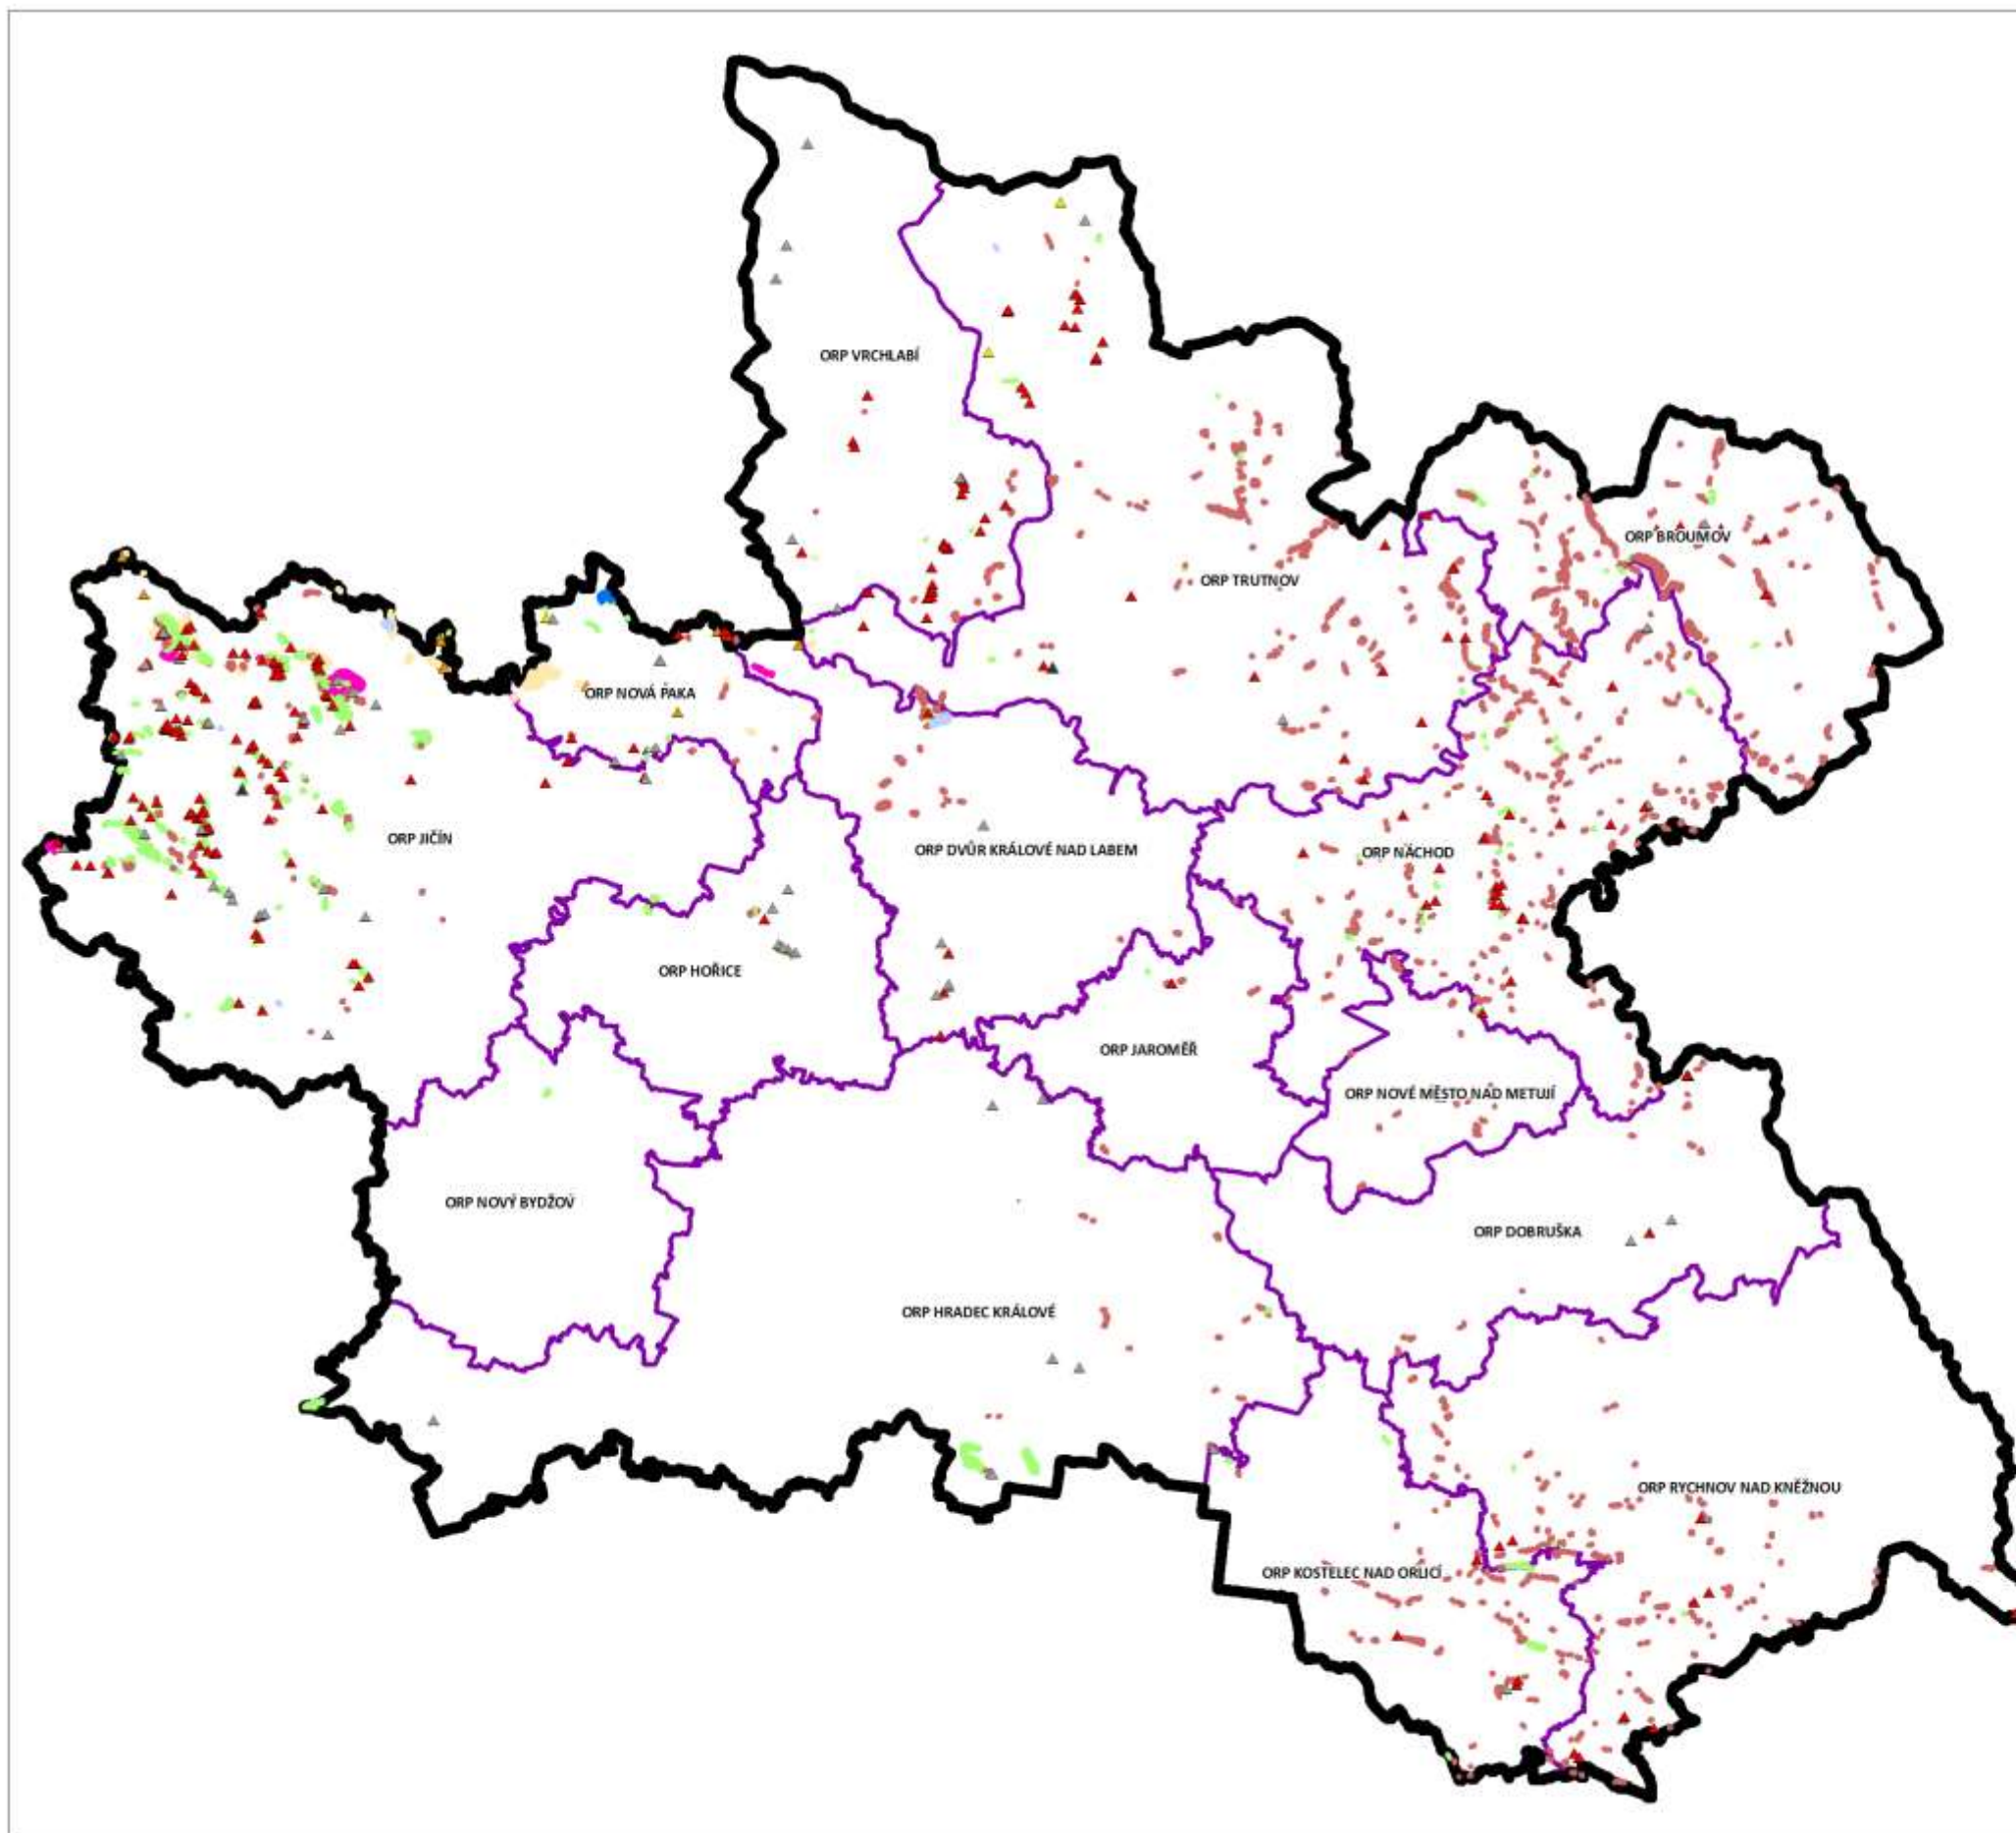 ORP VRCHLABÍ
ORP BROUMOV
ORP TRUTNOV
ORP NOVÁ PAKA
ORP JIČÍN
ORP DVŮR KRÁLOVÉ NAD LABEM
ORP NÁCHOD
ORP HOŘICE
ORP JAROMĚŘ
ORP NOVÉ MĚSTO NAD METUJÍ
ORP NOVÝ BYDŽOV
ORP DOBRUŠKA
ORP HRADEC KRÁLOVÉ
ORP RYCHNOV NAD KNĚŽNOU
ORP KOSTELEC NAD ORLICÍ